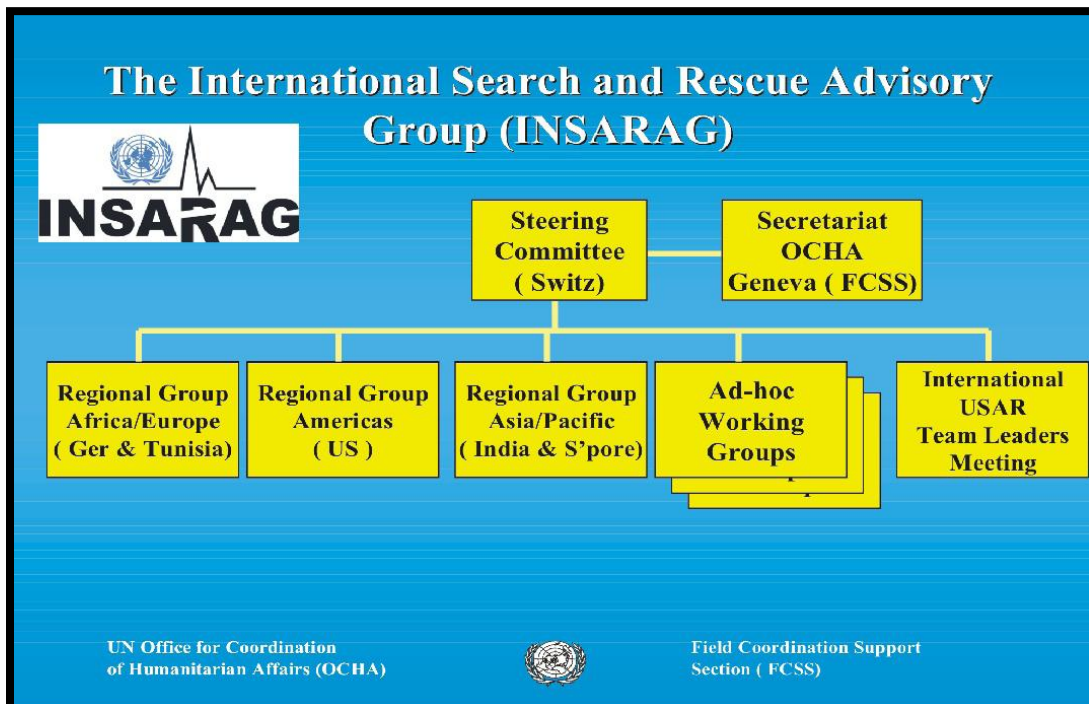 The International Search and Rescue Advisory
Group (INSARAG)
INSARAG
Steering
Committee
( Switz)
Secretariat
OCHA
Geneva ( FCSS)
Regional Group
Africa/Europe
( Ger & Tunisia)
Regional Group
Americas
( US )
Regional Group
Asia/Pacific
( India & S'pore)
Ad-hoc
Working
Groups
International
USAR
Team Leaders
Meeting
UN Office for Coordination
of Humanitarian Affairs (OCHA)
Field Coordination Support
Section ( FCSS)